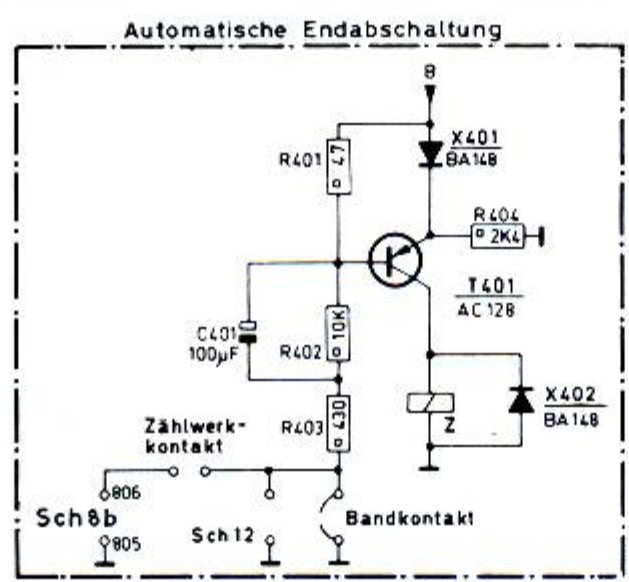 Automatische Endabschaltung
8
X401
BA148
R401
47
R404
2K4
T401
AC128
C401
100µF
R402
10K
X402
BA148
R403
430
Z
Zählwerk-
kontakt
806
Sch8b
805
Sch12
Bandkontakt